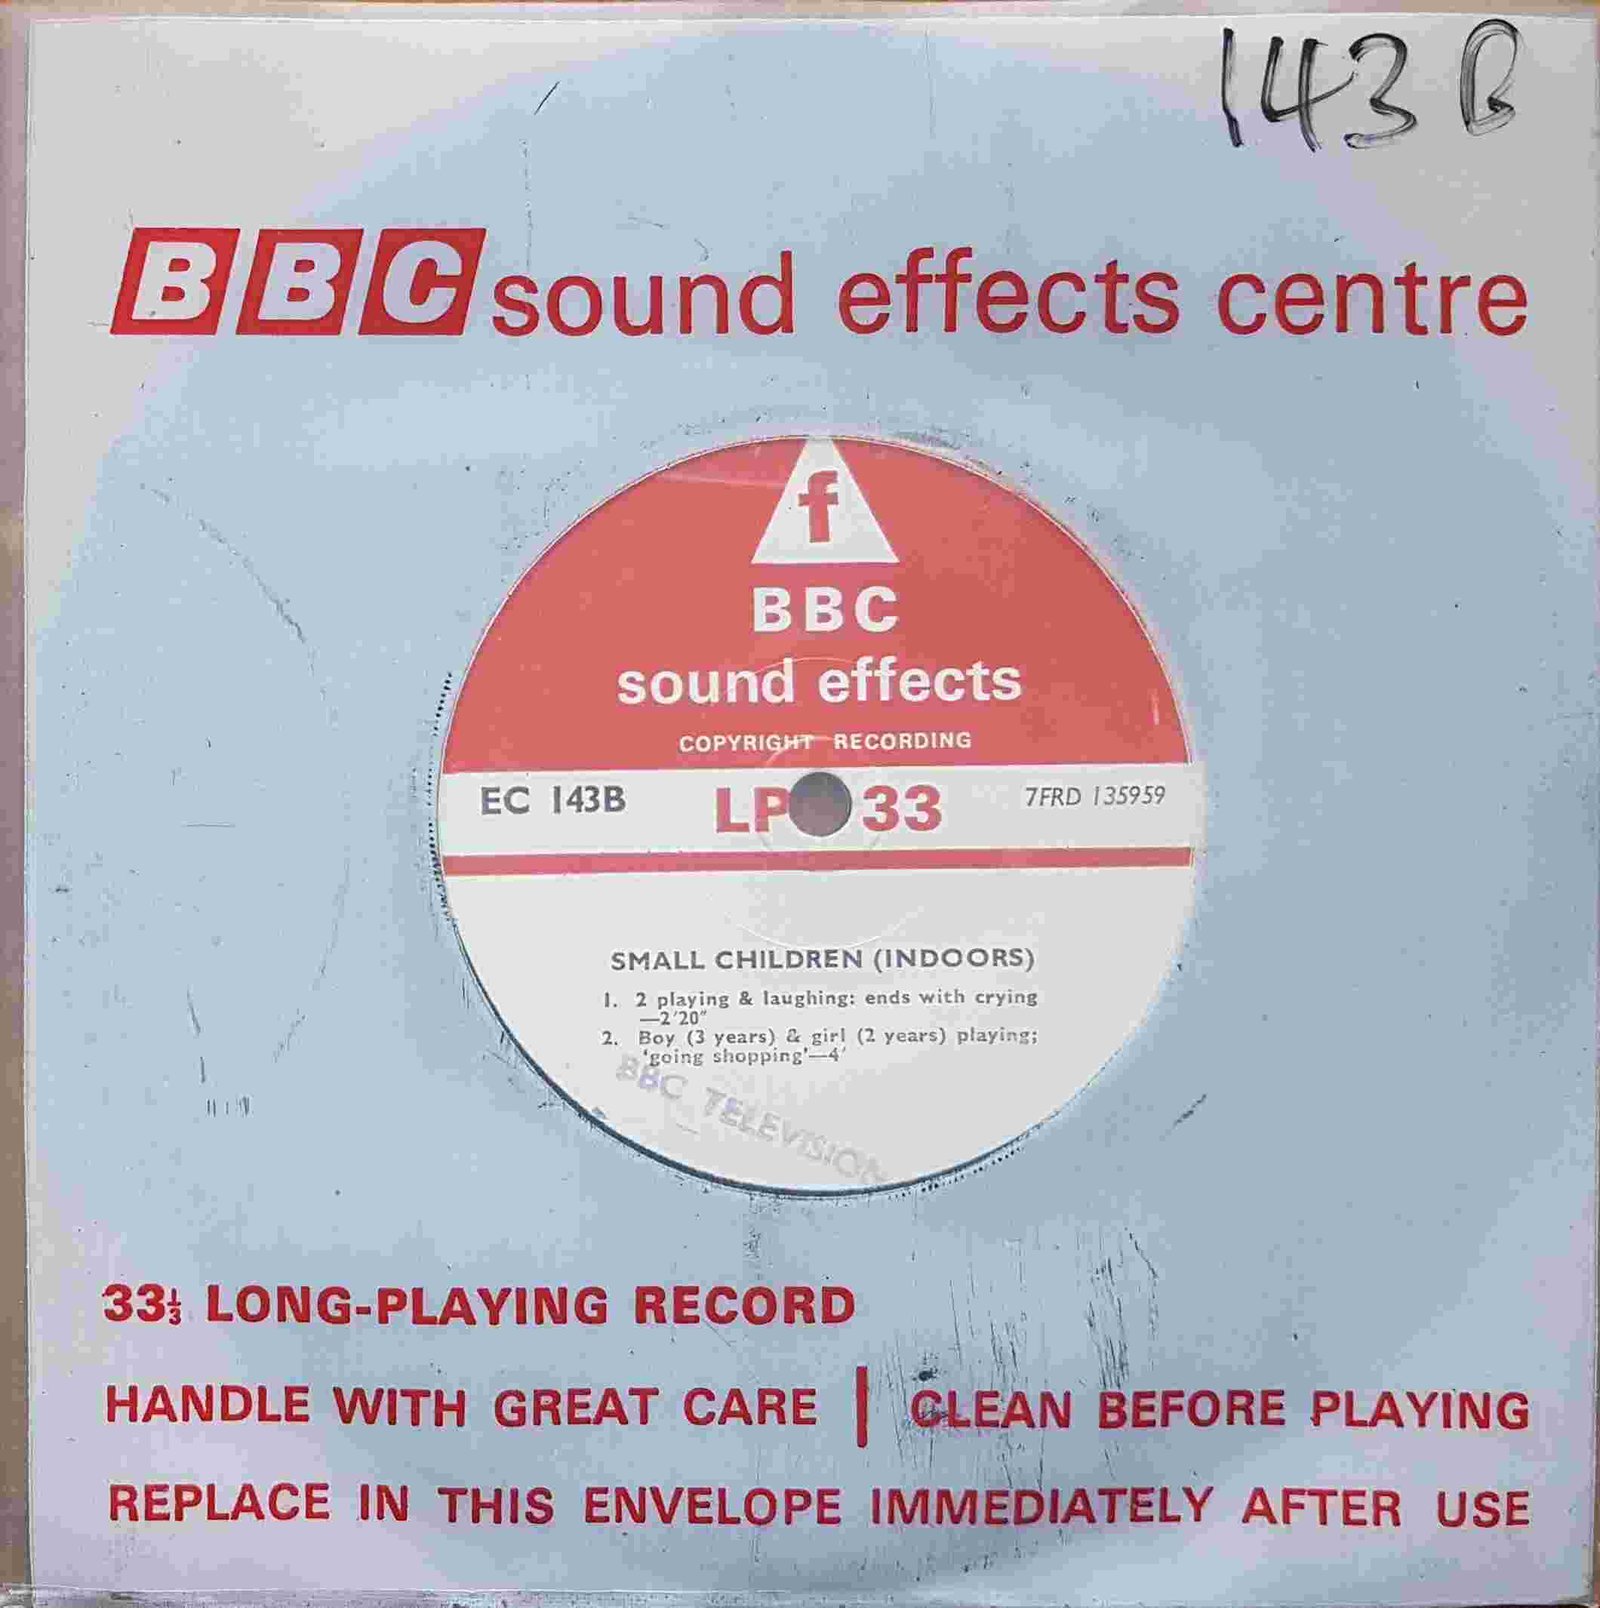 143 B
BBC sound effects centre
f
BBC
sound effects
COPYRIGHT RECORDING
EC 143B LP 33 7FRD 135959
SMALL CHILDREN (INDOORS)
1. 2 playing & laughing: ends with crying
—2'20"
2. Boy (3 years) & girl (2 years) playing;
'going shopping'—4'
BBC TELEVISION
33⅓ LONG-PLAYING RECORD
HANDLE WITH GREAT CARE | CLEAN BEFORE PLAYING
REPLACE IN THIS ENVELOPE IMMEDIATELY AFTER USE